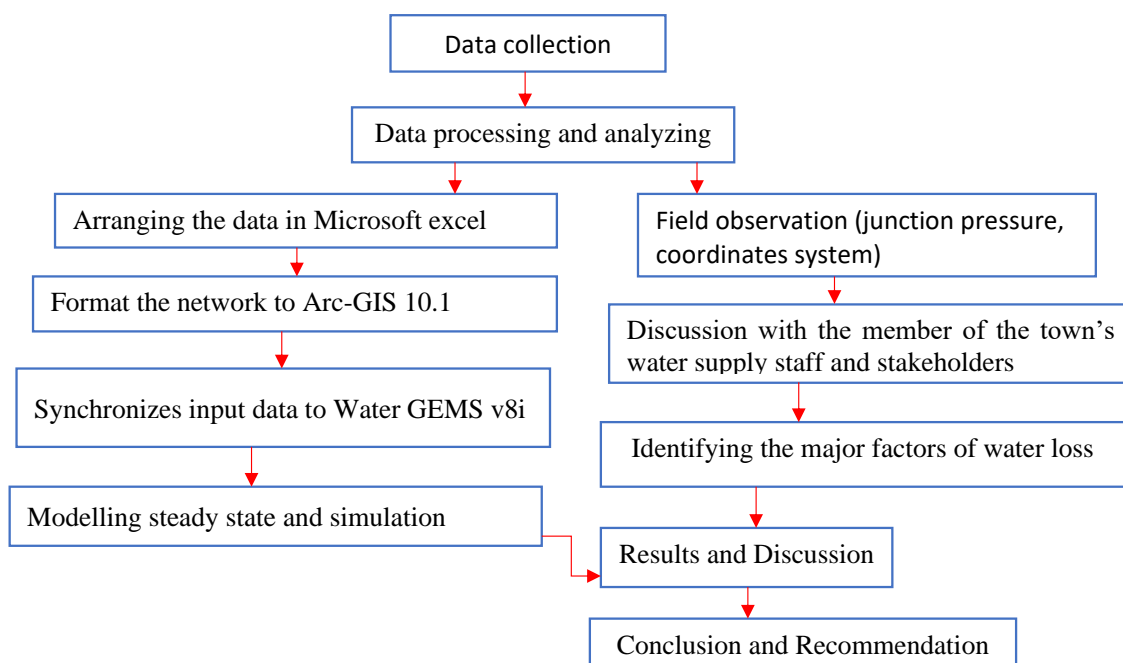 Data collection
Data processing and analyzing
Arranging the data in Microsoft excel
Format the network to Arc-GIS 10.1
Synchronizes input data to Water GEMS v8i
Modelling steady state and simulation
Field observation (junction pressure,
coordinates system)
Discussion with the member of the town’s
water supply staff and stakeholders
Identifying the major factors of water loss
Results and Discussion
Conclusion and Recommendation